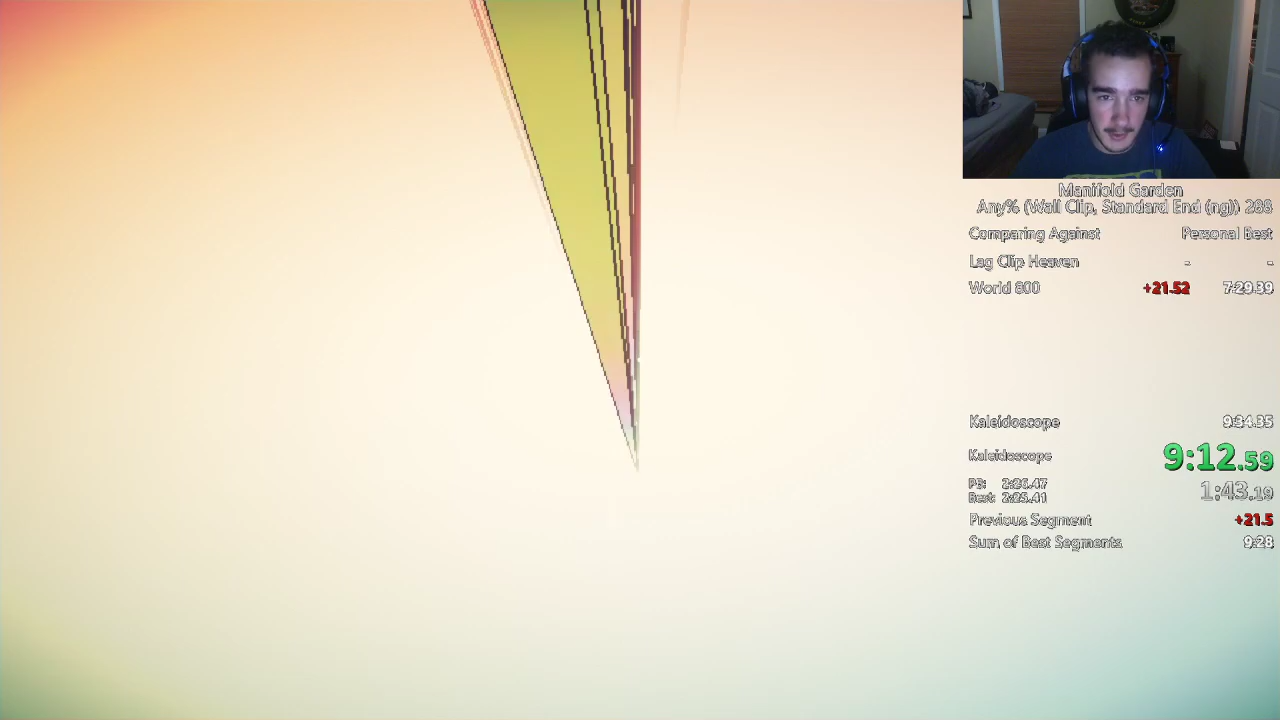 Manifold Garden
Any% (Wall Clip, Standard End (ng)) 288
Comparing Against Personal Best
Lag Clip Heaven - -
World 800 +21.52 7:29.39
Kaleidoscope 9:34.35
Kaleidoscope 9:12.59
PB: 2:26.47
Best: 2:25.41 1:43.19
Previous Segment +21.5
Sum of Best Segments 9:28